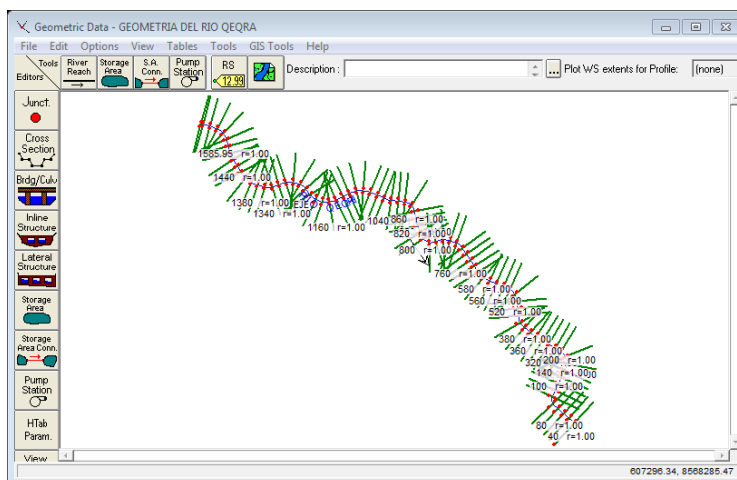 Geometric Data - GEOMETRIA DEL RIO QEQRA
File Edit Options View Tables Tools GIS Tools Help
Tools
Editors
River
Reach
Storage
Area
S.A.
Conn.
Pump
Station
RS
12.99
Description :
...
Plot WS extents for Profile:
(none)
Junct.
Cross
Section
Brdg/Culv
Inline
Structure
Lateral
Structure
Storage
Area
Storage
Area Conn.
Pump
Station
HTab
Param.
View
1585.95 r=1.00
1440 r=1.00
1380 r=1.00
1340 r=1.00
1160 r=1.00
1040
860 r=1.00
820
800 r=1.00
760 r=1.00
580 r=1.00
560 r=1.00
520 r=1.00
380 r=1.00
360 r=1.00
320
200 r=1.00
140 r=1.00
100 r=1.00
80 r=1.00
40 r=1.00
607296.34, 8568285.47